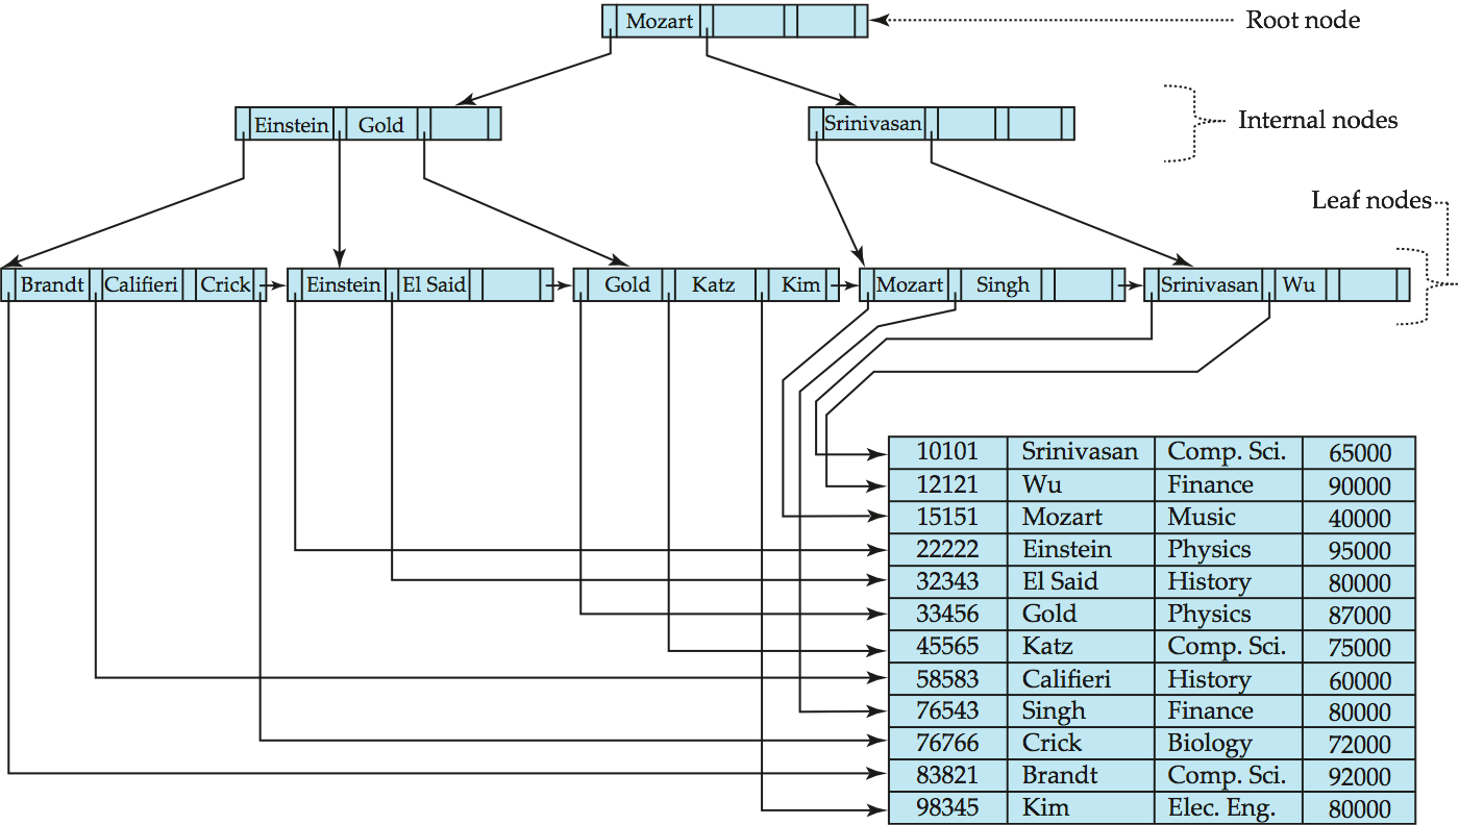 Mozart
Root node
Einstein Gold
Srinivasan
Internal nodes
Leaf nodes
Brandt Califieri Crick Einstein El Said Gold Katz Kim Mozart Singh Srinivasan Wu
10101 Srinivasan Comp. Sci. 65000
12121 Wu Finance 90000
15151 Mozart Music 40000
22222 Einstein Physics 95000
32343 El Said History 80000
33456 Gold Physics 87000
45565 Katz Comp. Sci. 75000
58583 Califieri History 60000
76543 Singh Finance 80000
76766 Crick Biology 72000
83821 Brandt Comp. Sci. 92000
98345 Kim Elec. Eng. 80000